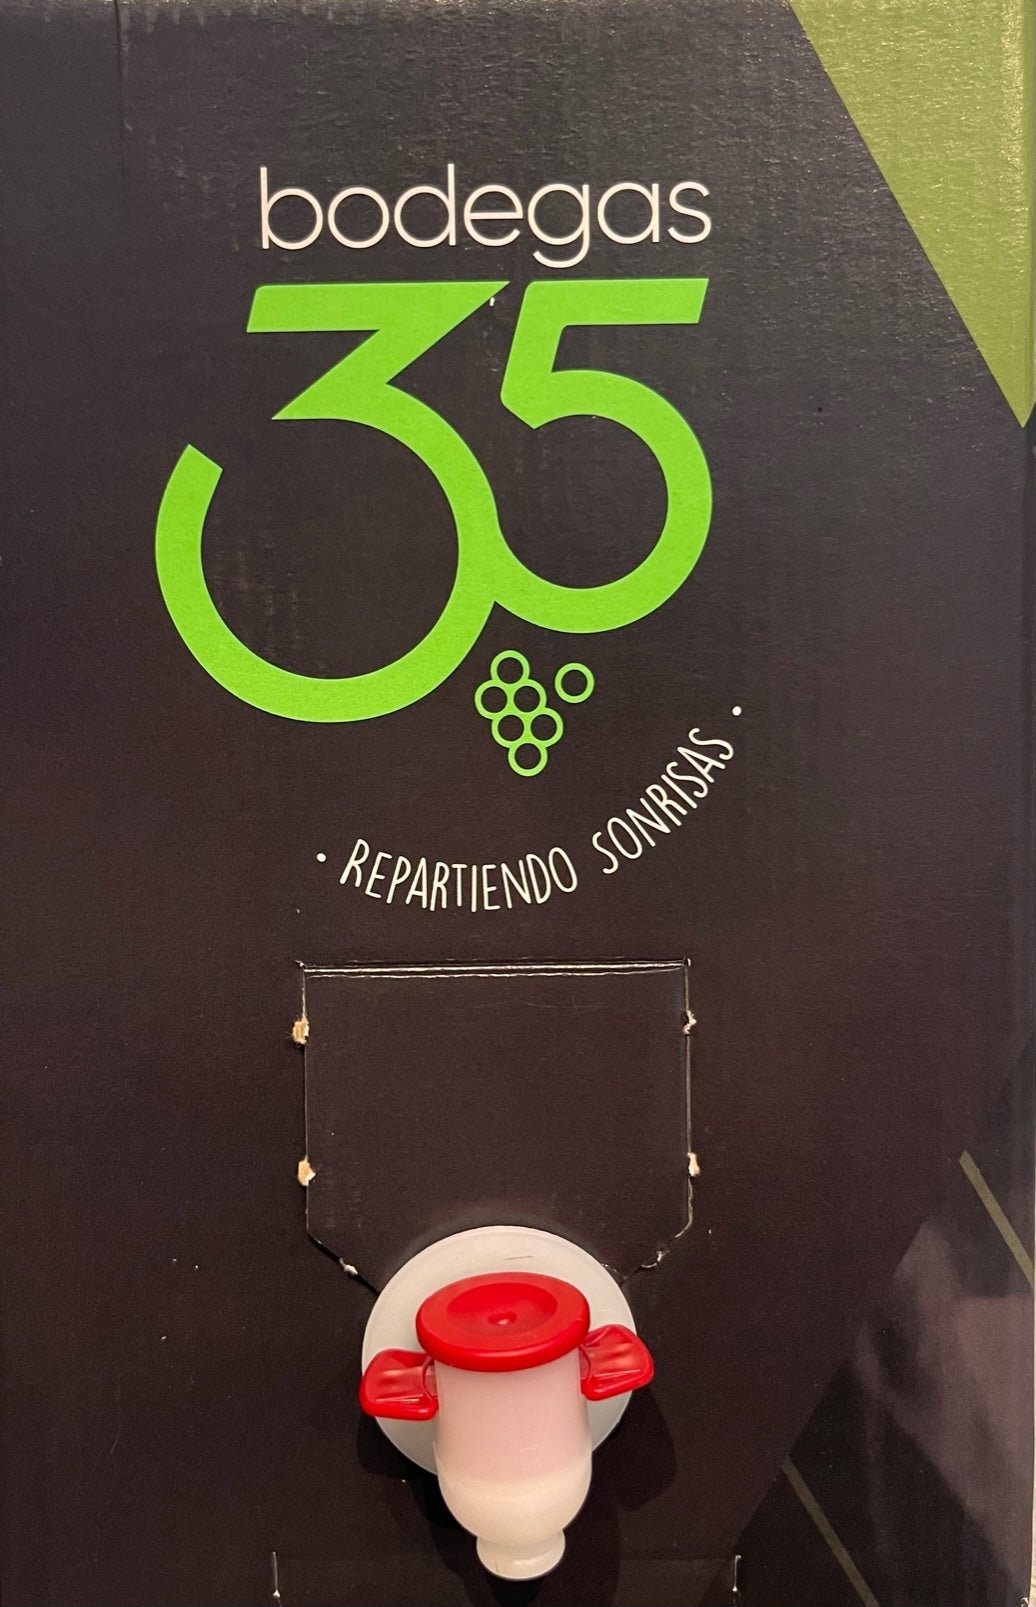 bodegas
35
· REPARTIENDO SONRISAS ·